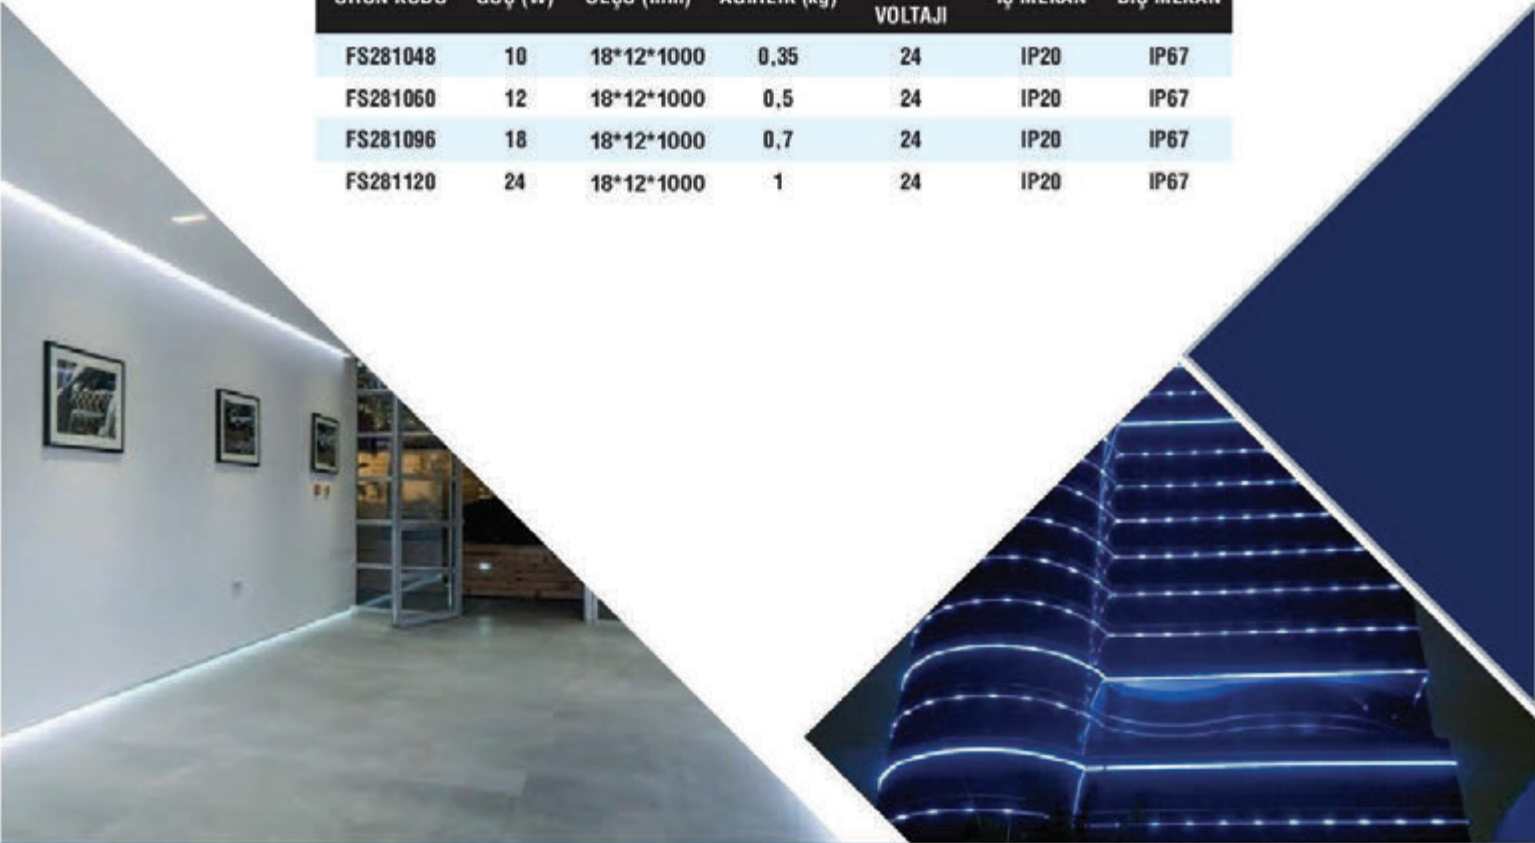 VOLTAJI
FS281048 10 18*12*1000 0,35 24 IP20 IP67
FS281060 12 18*12*1000 0,5 24 IP20 IP67
FS281096 18 18*12*1000 0,7 24 IP20 IP67
FS281120 24 18*12*1000 1 24 IP20 IP67